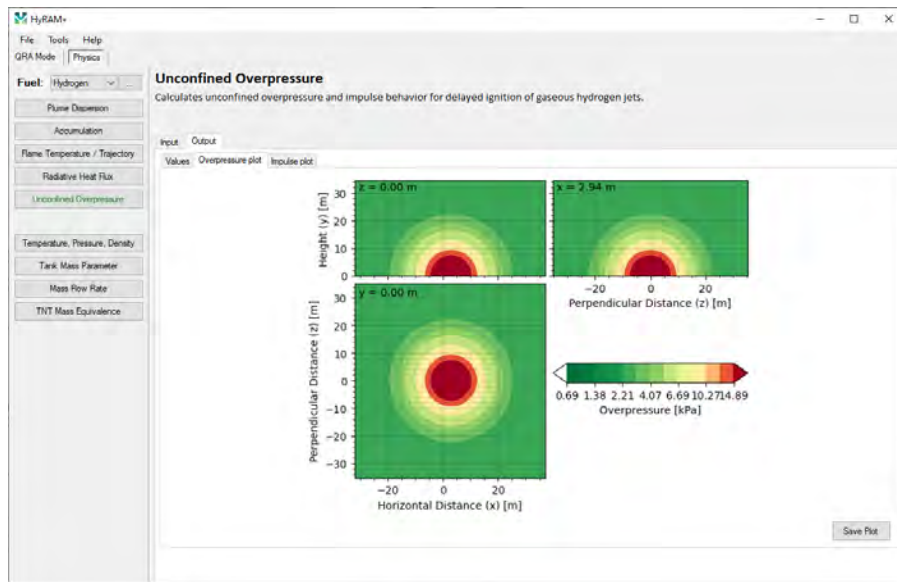 HyRAM+
File Tools Help
QRA Mode Physics
Fuel: Hydrogen ...
Plume Dispersion
Accumulation
Flame Temperature / Trajectory
Radiative Heat Flux
Unconfined Overpressure
Temperature, Pressure, Density
Tank Mass Parameter
Mass Flow Rate
TNT Mass Equivalence
Unconfined Overpressure
Calculates unconfined overpressure and impulse behavior for delayed ignition of gaseous hydrogen jets.
Input Output
Values Overpressure plot Impulse plot
z = 0.00 m
30
20
10
0
Height (y) [m]
x = 2.94 m
−20 0 20
Perpendicular Distance (z) [m]
y = 0.00 m
30
20
10
0
−10
−20
−30
Perpendicular Distance (z) [m]
−20 0 20
Horizontal Distance (x) [m]
0.69 1.38 2.21 4.07 6.69 10.27 14.89
Overpressure [kPa]
Save Plot